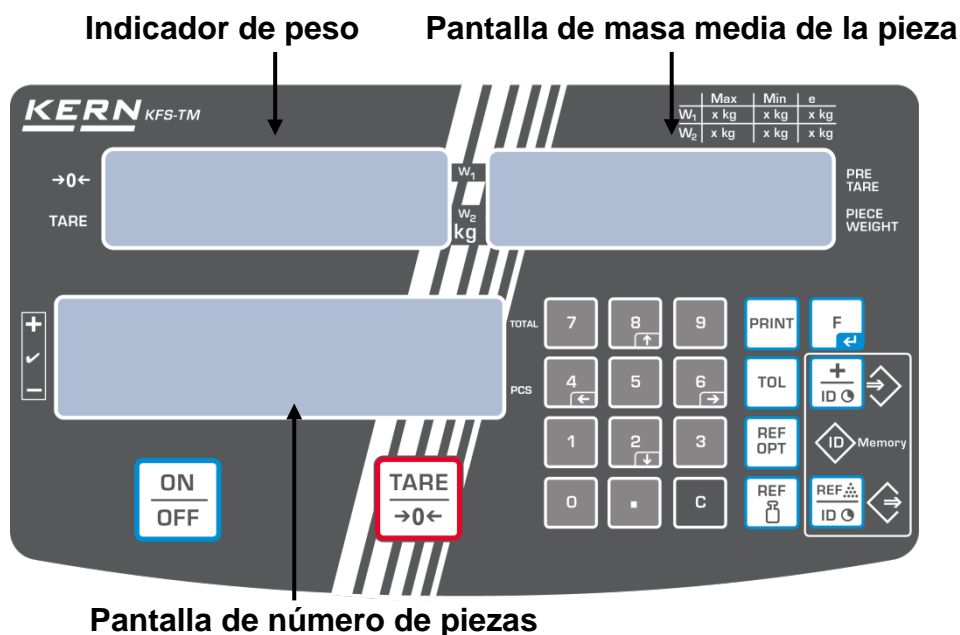 Indicador de peso
Pantalla de masa media de la pieza
KERN KFS-TM
Max Min e
W1 x kg x kg x kg
W2 x kg x kg x kg
→0←
TARE
W1
W2
kg
PRE
TARE
PIECE
WEIGHT
+
✓
−
TOTAL
PCS
7 8 ↑ 9 PRINT F ↵
4 ← 5 6 → TOL + ID
1 2 ↓ 3 REF OPT ID Memory
0 . C REF REF ID
ON
OFF
TARE
→0←
Pantalla de número de piezas